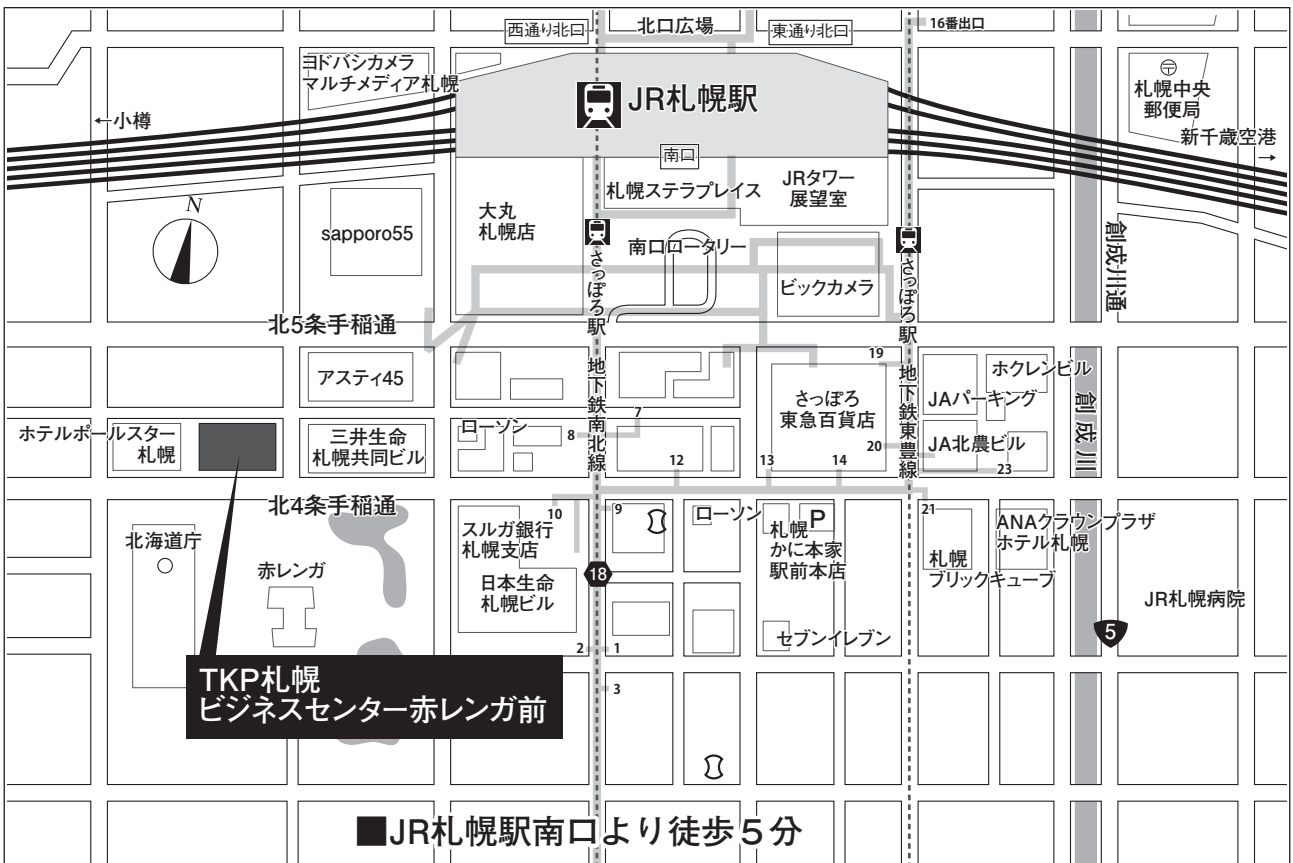 西通り北口
北口広場
東通り北口
16番出口
ヨドバシカメラ
マルチメディア札幌
JR札幌駅
札幌中央
郵便局
←小樽
新千歳空港
→
南口
札幌ステラプレイス
JRタワー
展望室
N
sapporo55
大丸
札幌店
南口ロータリー
ビックカメラ
さっぽろ駅
さっぽろ駅
創成川通
北5条手稲通
アスティ45
地下鉄南北線
さっぽろ
東急百貨店
19
地下鉄東豊線
ホクレンビル
JAパーキング
創成川
ホテルポールスター
札幌
三井生命
札幌共同ビル
ローソン
7
8
12
13
14
20
JA北農ビル
23
北4条手稲通
北海道庁
赤レンガ
スルガ銀行
札幌支店
10
9
ローソン
P
札幌
かに本家
駅前本店
21
札幌
ブリックキューブ
ANAクラウンプラザ
ホテル札幌
日本生命
札幌ビル
18
JR札幌病院
5
セブンイレブン
2
1
3
TKP札幌
ビジネスセンター赤レンガ前
■JR札幌駅南口より徒歩5分